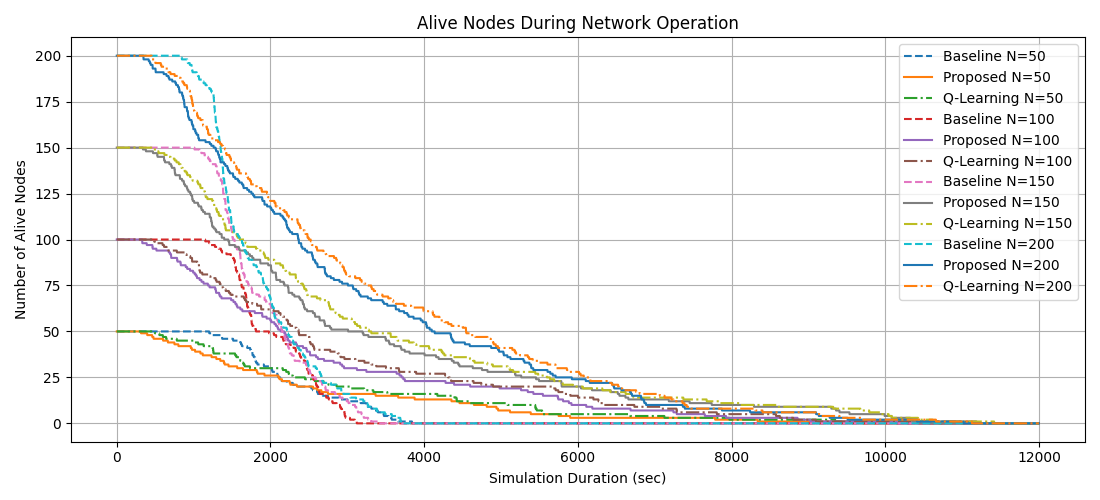 Alive Nodes During Network Operation
Number of Alive Nodes
200
175
150
125
100
75
50
25
0
Baseline N=50
Proposed N=50
Q-Learning N=50
Baseline N=100
Proposed N=100
Q-Learning N=100
Baseline N=150
Proposed N=150
Q-Learning N=150
Baseline N=200
Proposed N=200
Q-Learning N=200
0 2000 4000 6000 8000 10000 12000
Simulation Duration (sec)